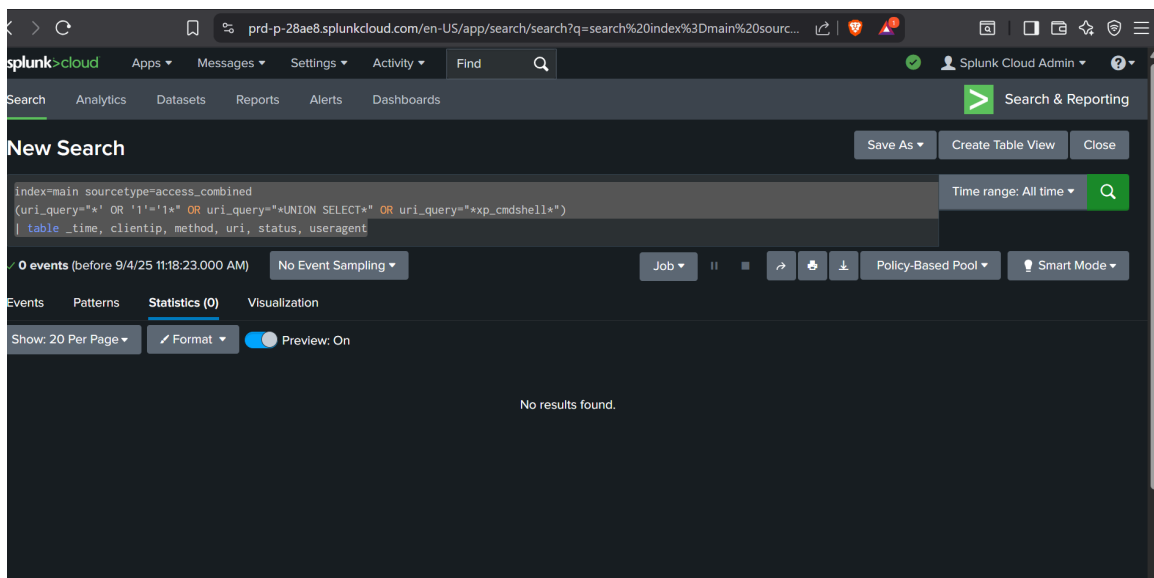 prd-p-28ae8.splunkcloud.com/en-US/app/search/search?q=search%20index%3Dmain%20sourc...
splunk>cloud Apps Messages Settings Activity Find Splunk Cloud Admin ?
Search Analytics Datasets Reports Alerts Dashboards > Search & Reporting
New Search Save As Create Table View Close
index=main sourcetype=access_combined Time range: All time
(uri_query="*' OR '1'='1*" OR uri_query="*UNION SELECT*" OR uri_query="*xp_cmdshell*")
| table _time, clientip, method, uri, status, useragent
✓ 0 events (before 9/4/25 11:18:23.000 AM) No Event Sampling Job Policy-Based Pool Smart Mode
Events Patterns Statistics (0) Visualization
Show: 20 Per Page Format Preview: On
No results found.